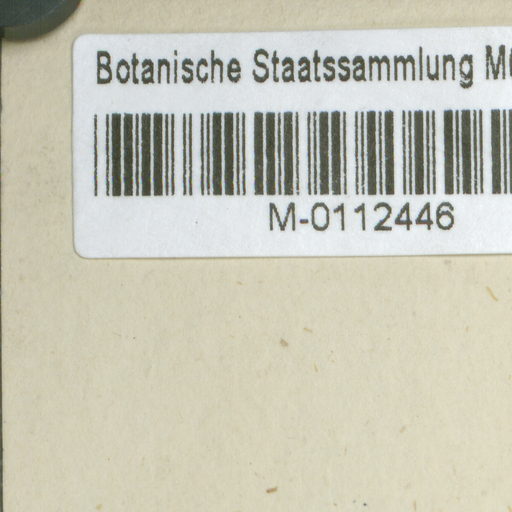 Botanische Staatssammlung
M-0112446